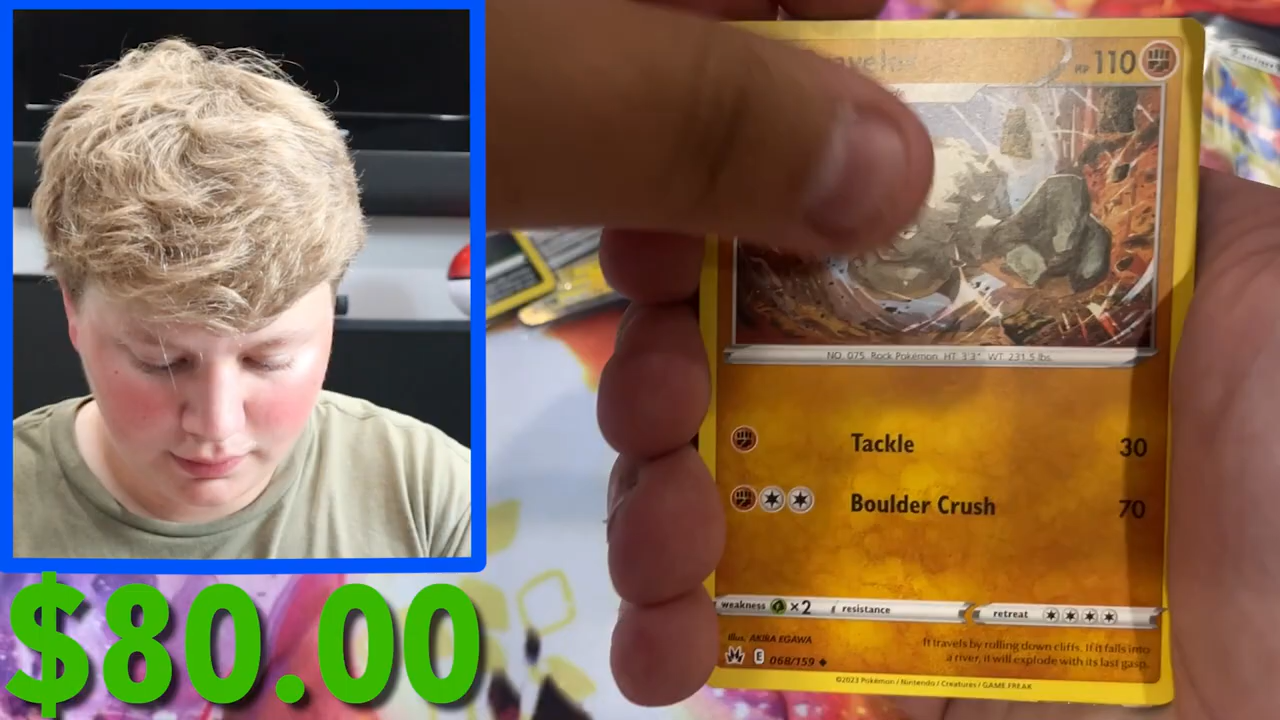 HP 110
NO. 075 Rock Pokémon HT 3'3" WT 231.5 lbs.
Tackle 30
Boulder Crush 70
weakness ×2 resistance retreat
Illus. AKIRA EGAWA
It travels by rolling down cliffs. If it falls into
a river, it will explode with its last gasp.
E 068/159
©2023 Pokémon / Nintendo / Creatures / GAME FREAK
$80.00